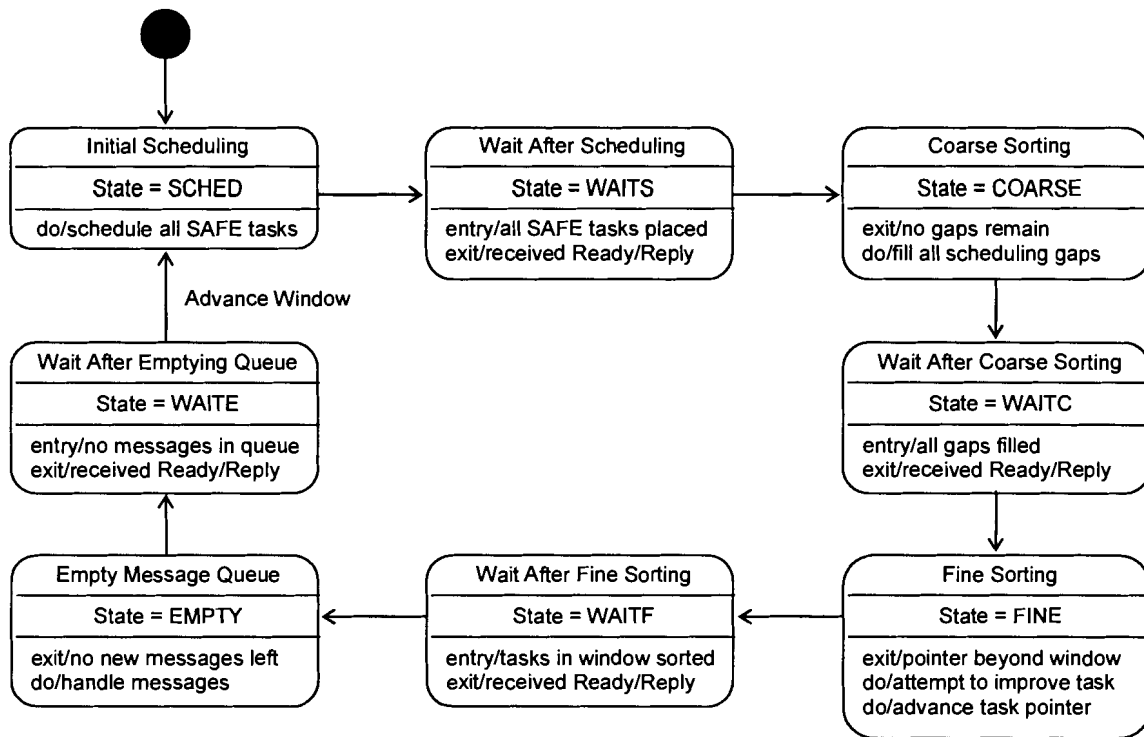 Initial Scheduling
State = SCHED
do/schedule all SAFE tasks
Wait After Scheduling
State = WAITS
entry/all SAFE tasks placed
exit/received Ready/Reply
Coarse Sorting
State = COARSE
exit/no gaps remain
do/fill all scheduling gaps
Advance Window
Wait After Emptying Queue
State = WAITE
entry/no messages in queue
exit/received Ready/Reply
Wait After Coarse Sorting
State = WAITC
entry/all gaps filled
exit/received Ready/Reply
Empty Message Queue
State = EMPTY
exit/no new messages left
do/handle messages
Wait After Fine Sorting
State = WAITF
entry/tasks in window sorted
exit/received Ready/Reply
Fine Sorting
State = FINE
exit/pointer beyond window
do/attempt to improve task
do/advance task pointer